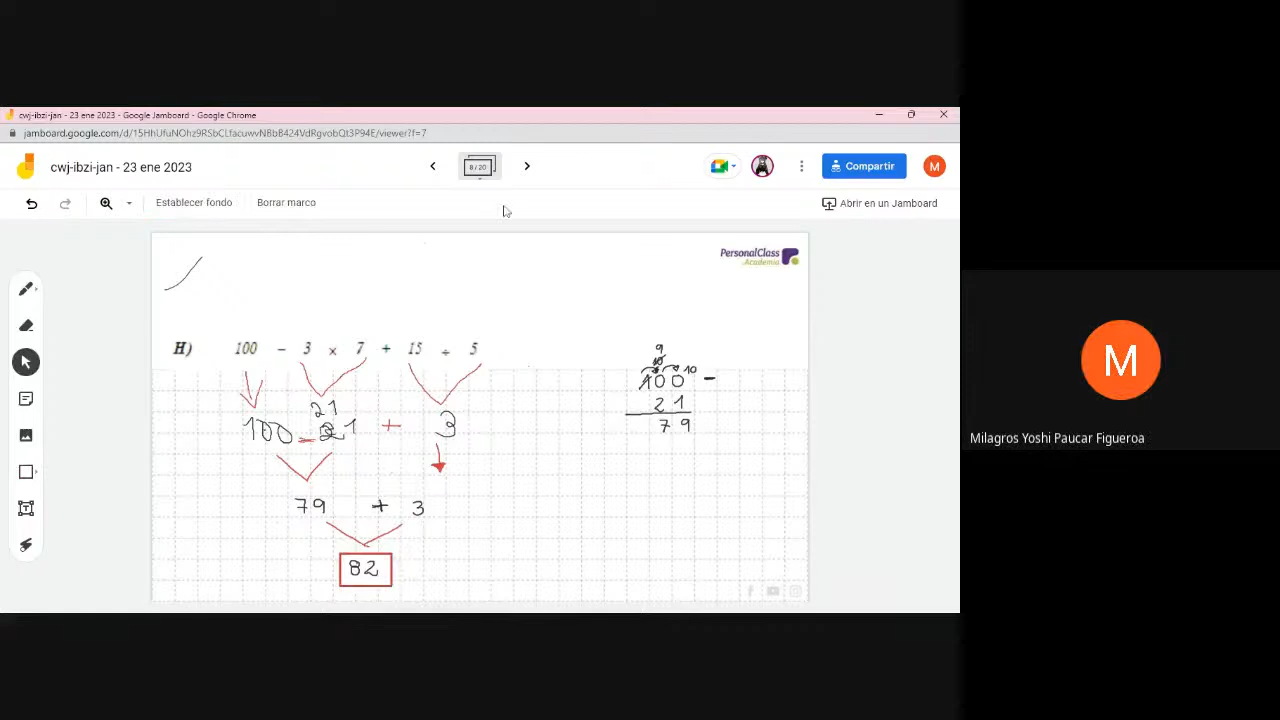 cwj-ibzi-jan - 23 ene 2023 - Google Jamboard - Google Chrome
jamboard.google.com/d/15HhUfuNOhz9RSbCLfacuwvNBbB424VdRgvobQt3P94E/viewer?f=7
cwj-ibzi-jan - 23 ene 2023
8 / 20
Compartir
M
Establecer fondo
Borrar marco
Abrir en un Jamboard
PersonalClass
Academia
H) 100 - 3 × 7 + 15 ÷ 5
21
100 - 21 + 3
79 + 3
82
9
10
100 10 -
21
79
M
Milagros Yoshi Paucar Figueroa